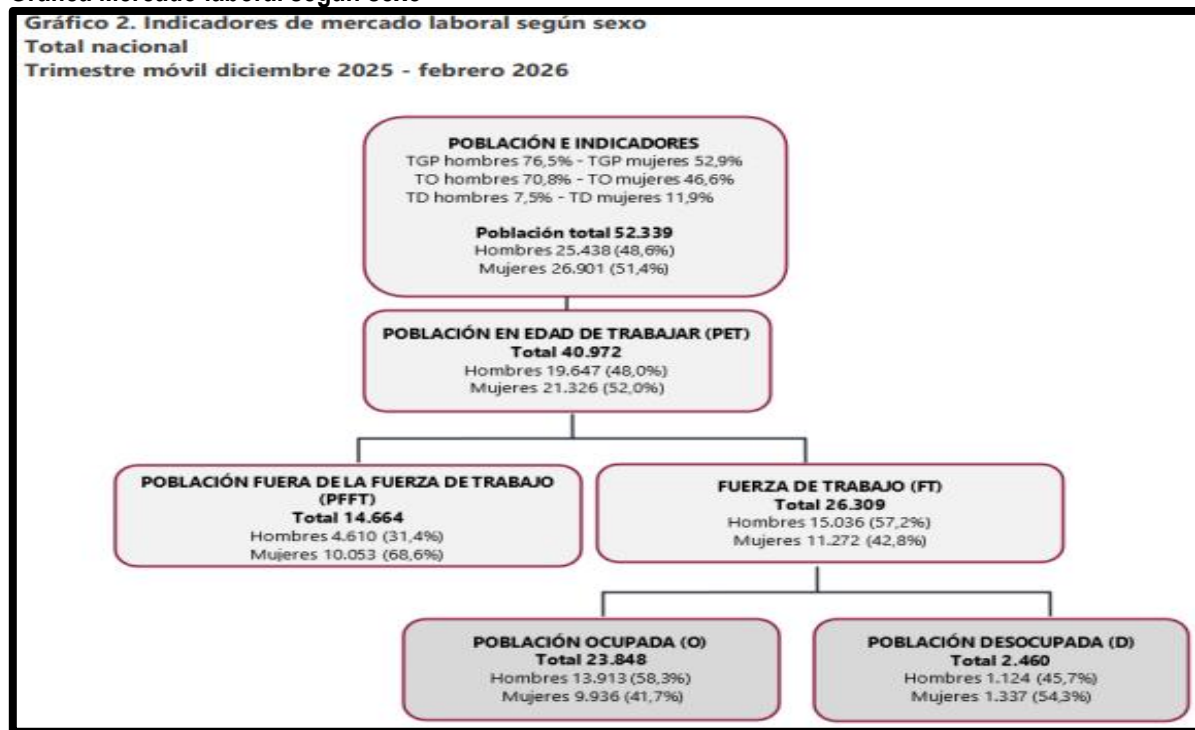 Gráfico 2. Indicadores de mercado laboral según sexo
Total nacional
Trimestre móvil diciembre 2025 - febrero 2026
POBLACIÓN E INDICADORES
TGP hombres 76,5% - TGP mujeres 52,9%
TO hombres 70,8% - TO mujeres 46,6%
TD hombres 7,5% - TD mujeres 11,9%
Población total 52.339
Hombres 25.438 (48,6%)
Mujeres 26.901 (51,4%)
POBLACIÓN EN EDAD DE TRABAJAR (PET)
Total 40.972
Hombres 19.647 (48,0%)
Mujeres 21.326 (52,0%)
POBLACIÓN FUERA DE LA FUERZA DE TRABAJO
(PFFT)
Total 14.664
Hombres 4.610 (31,4%)
Mujeres 10.053 (68,6%)
FUERZA DE TRABAJO (FT)
Total 26.309
Hombres 15.036 (57,2%)
Mujeres 11.272 (42,8%)
POBLACIÓN OCUPADA (O)
Total 23.848
Hombres 13.913 (58,3%)
Mujeres 9.936 (41,7%)
POBLACIÓN DESOCUPADA (D)
Total 2.460
Hombres 1.124 (45,7%)
Mujeres 1.337 (54,3%)